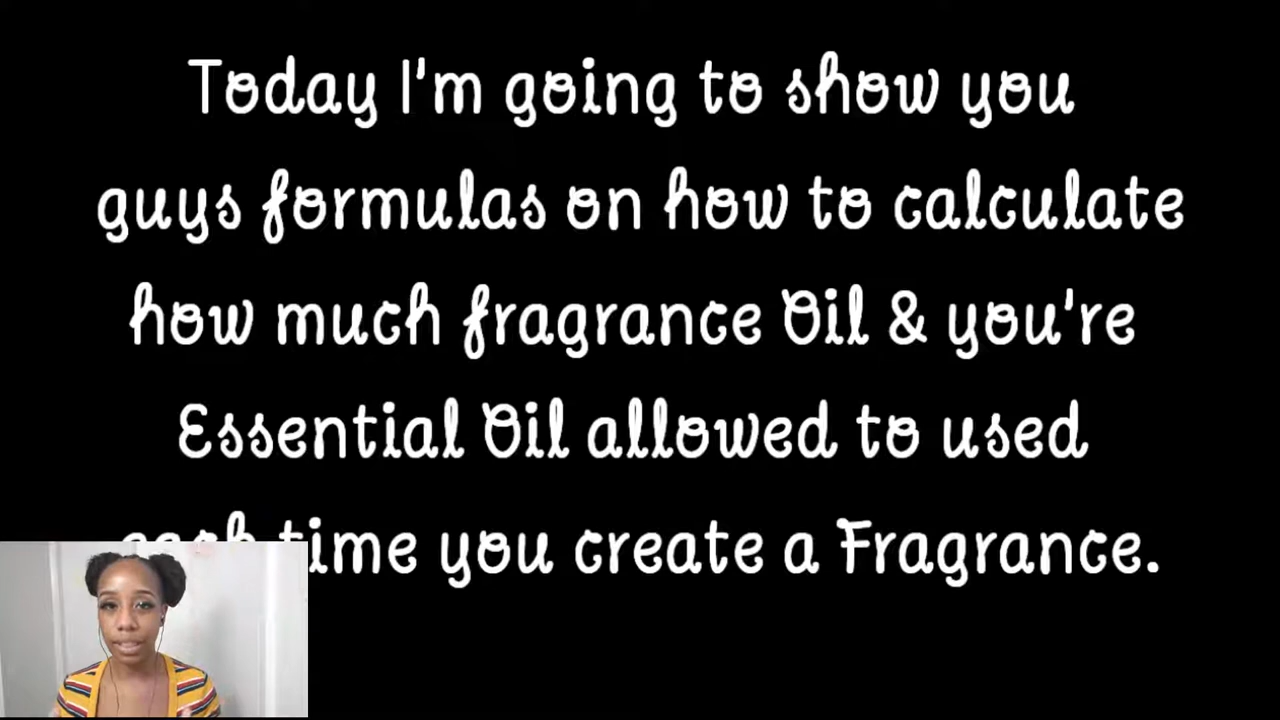 Today I'm going to show you
guys formulas on how to calculate
how much fragrance Oil & you're
Essential Oil allowed to used
each time you create a Fragrance.